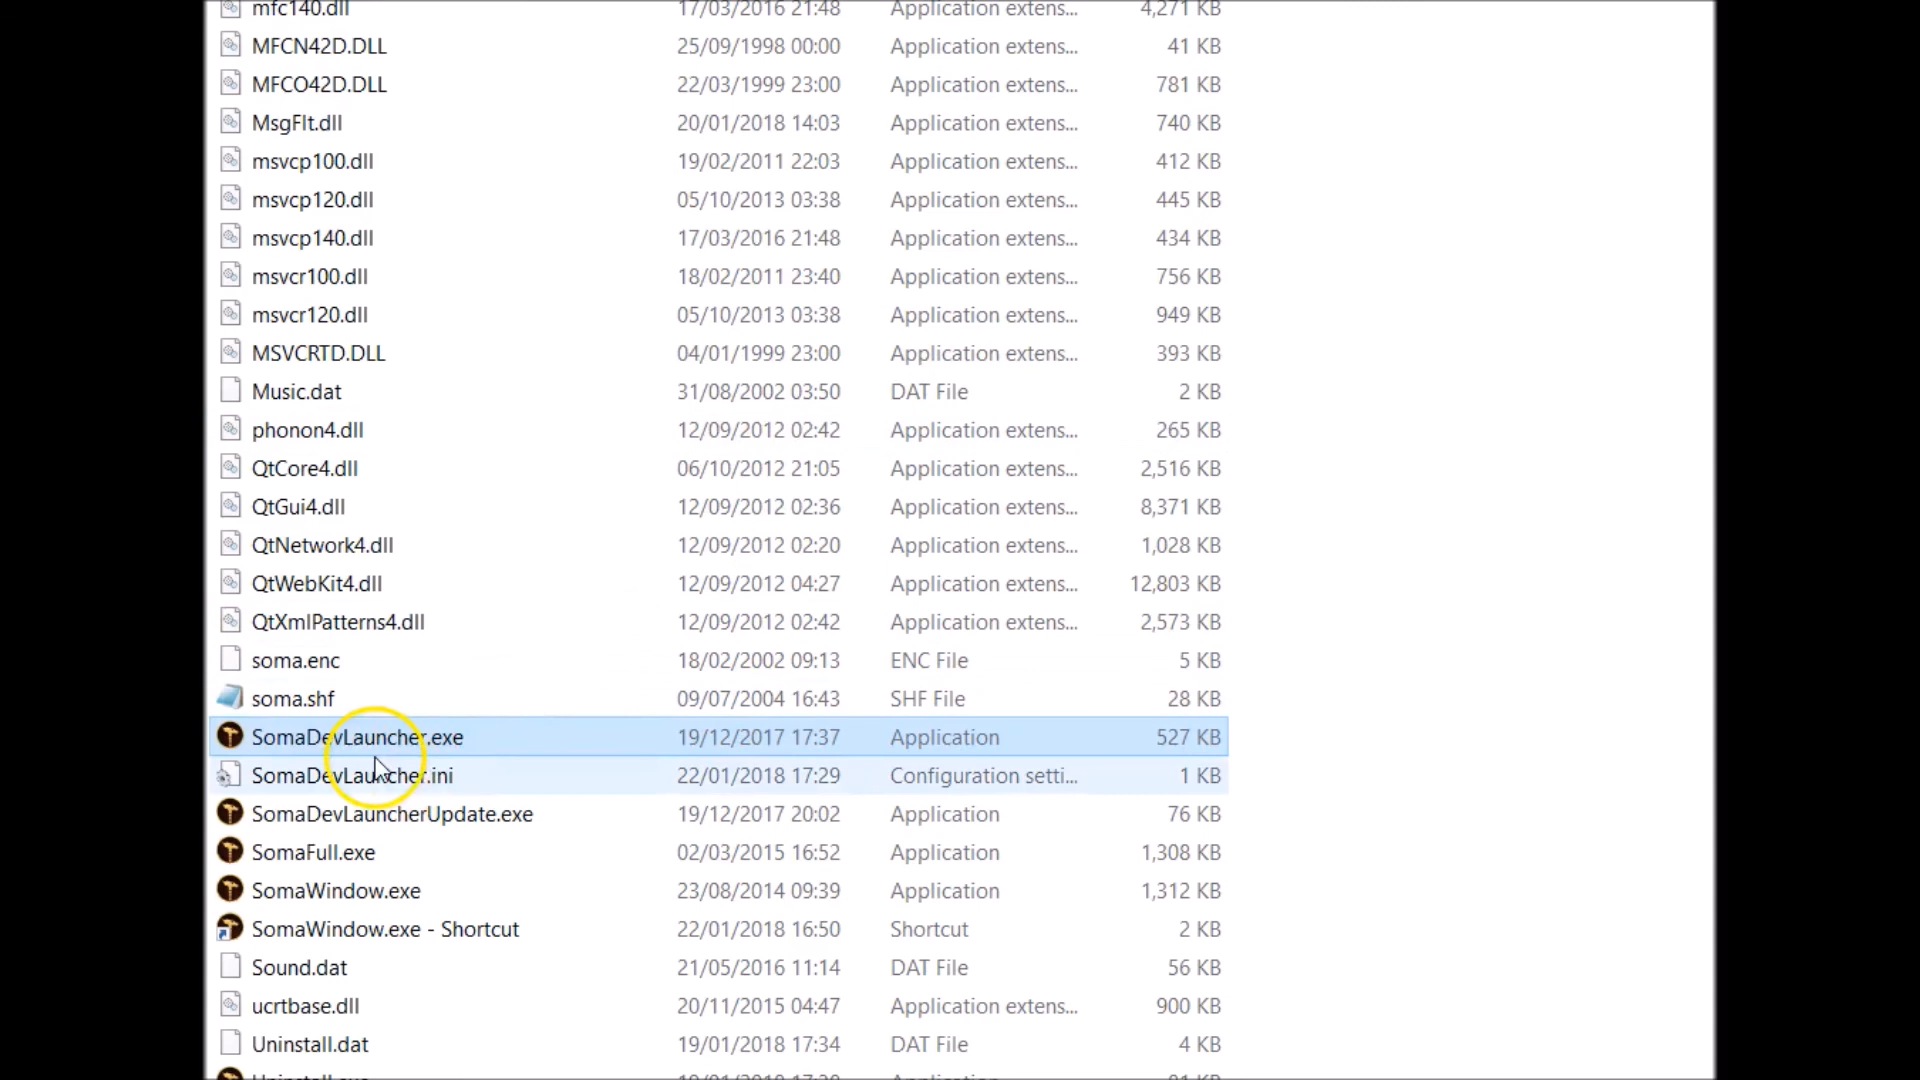 mfc140.dll 17/03/2016 21:48 Application extens... 4,271 KB
MFCN42D.DLL 25/09/1998 00:00 Application extens... 41 KB
MFCO42D.DLL 22/03/1999 23:00 Application extens... 781 KB
MsgFlt.dll 20/01/2018 14:03 Application extens... 740 KB
msvcp100.dll 19/02/2011 22:03 Application extens... 412 KB
msvcp120.dll 05/10/2013 03:38 Application extens... 445 KB
msvcp140.dll 17/03/2016 21:48 Application extens... 434 KB
msvcr100.dll 18/02/2011 23:40 Application extens... 756 KB
msvcr120.dll 05/10/2013 03:38 Application extens... 949 KB
MSVCRTD.DLL 04/01/1999 23:00 Application extens... 393 KB
Music.dat 31/08/2002 03:50 DAT File 2 KB
phonon4.dll 12/09/2012 02:42 Application extens... 265 KB
QtCore4.dll 06/10/2012 21:05 Application extens... 2,516 KB
QtGui4.dll 12/09/2012 02:36 Application extens... 8,371 KB
QtNetwork4.dll 12/09/2012 02:20 Application extens... 1,028 KB
QtWebKit4.dll 12/09/2012 04:27 Application extens... 12,803 KB
QtXmlPatterns4.dll 12/09/2012 02:42 Application extens... 2,573 KB
soma.enc 18/02/2002 09:13 ENC File 5 KB
soma.shf 09/07/2004 16:43 SHF File 28 KB
SomaDevLauncher.exe 19/12/2017 17:37 Application 527 KB
SomaDevLauncher.ini 22/01/2018 17:29 Configuration setti... 1 KB
SomaDevLauncherUpdate.exe 19/12/2017 20:02 Application 76 KB
SomaFull.exe 02/03/2015 16:52 Application 1,308 KB
SomaWindow.exe 23/08/2014 09:39 Application 1,312 KB
SomaWindow.exe - Shortcut 22/01/2018 16:50 Shortcut 2 KB
Sound.dat 21/05/2016 11:14 DAT File 56 KB
ucrtbase.dll 20/11/2015 04:47 Application extens... 900 KB
Uninstall.dat 19/01/2018 17:34 DAT File 4 KB